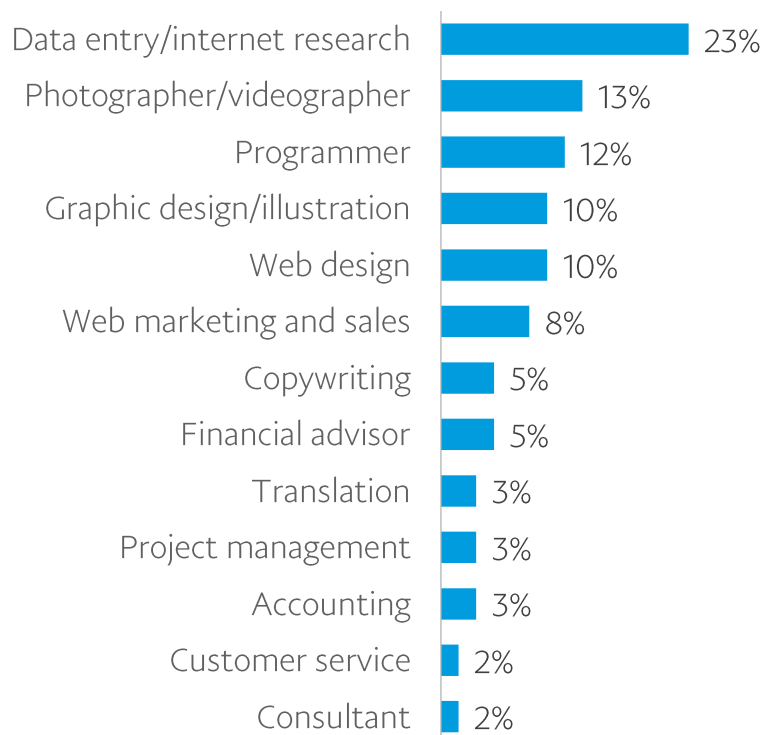 Data entry/internet research 23%
Photographer/videographer 13%
Programmer 12%
Graphic design/illustration 10%
Web design 10%
Web marketing and sales 8%
Copywriting 5%
Financial advisor 5%
Translation 3%
Project management 3%
Accounting 3%
Customer service 2%
Consultant 2%